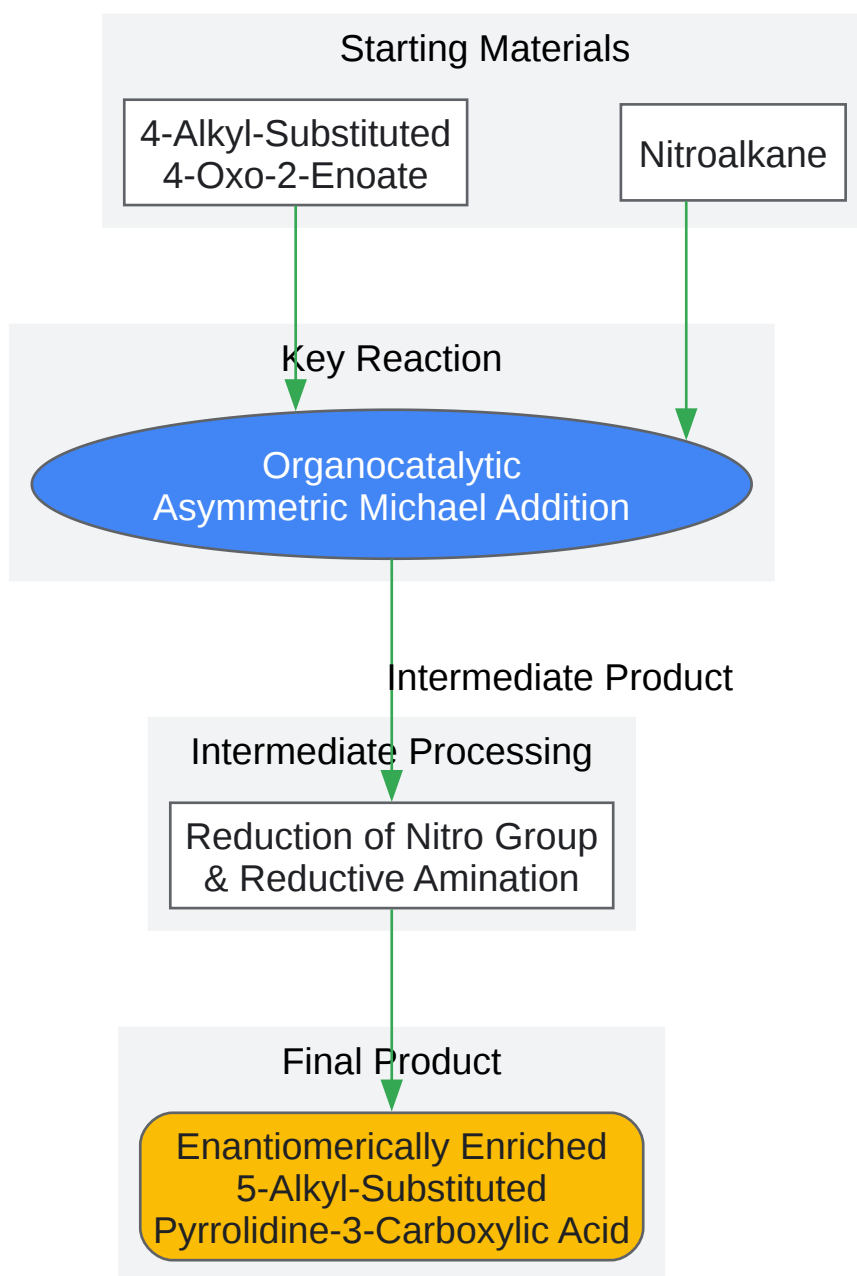 Starting Materials
4-Alkyl-Substituted
4-Oxo-2-Enoate
Nitroalkane
Key Reaction
Organocatalytic
Asymmetric Michael Addition
Intermediate Product
Intermediate Processing
Reduction of Nitro Group
& Reductive Amination
Final Product
Enantiomerically Enriched
5-Alkyl-Substituted
Pyrrolidine-3-Carboxylic Acid